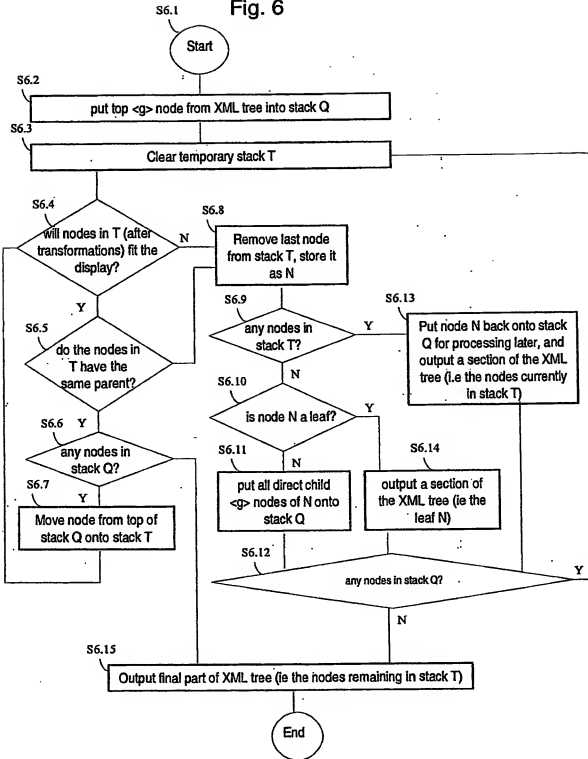 Fig. 6
S6.1
Start
S6.2
put top <g> node from XML tree into stack Q
S6.3
Clear temporary stack T
S6.4
will nodes in T (after
transformations) fit the
display?
N
Y
S6.8
Remove last node
from stack T, store it
as N
S6.5
do the nodes in
T have the
same parent?
Y
S6.9
any nodes in
stack T?
Y
N
S6.13
Put node N back onto stack
Q for processing later, and
output a section of the XML
tree (i.e the nodes currently
in stack T)
S6.6
any nodes in
stack Q?
Y
S6.10
is node N a leaf?
Y
N
S6.7
Move node from top of
stack Q onto stack T
S6.11
put all direct child
<g> nodes of N onto
stack Q
S6.14
output a section of
the XML tree (ie the
leaf N)
S6.12
any nodes in stack Q?
Y
N
S6.15
Output final part of XML tree (ie the nodes remaining in stack T)
End